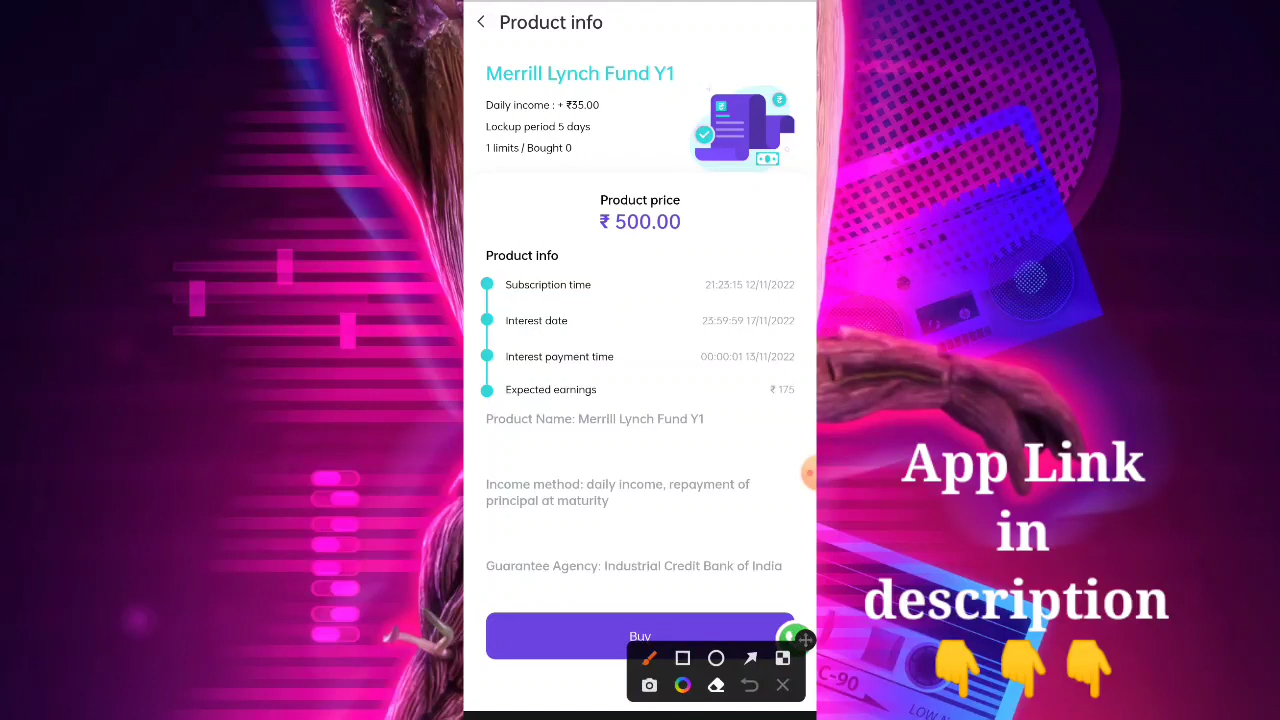 Product info
Merrill Lynch Fund Y1
Daily income : + ₹35.00
Lockup period 5 days
1 limits / Bought 0
Product price
₹ 500.00
Product info
Subscription time 21:23:15 12/11/2022
Interest date 23:59:59 17/11/2022
Interest payment time 00:00:01 13/11/2022
Expected earnings ₹ 175
Product Name: Merrill Lynch Fund Y1
Income method: daily income, repayment of
principal at maturity
Guarantee Agency: Industrial Credit Bank of India
Buy
App Link
in
description
👇👇👇
C-90